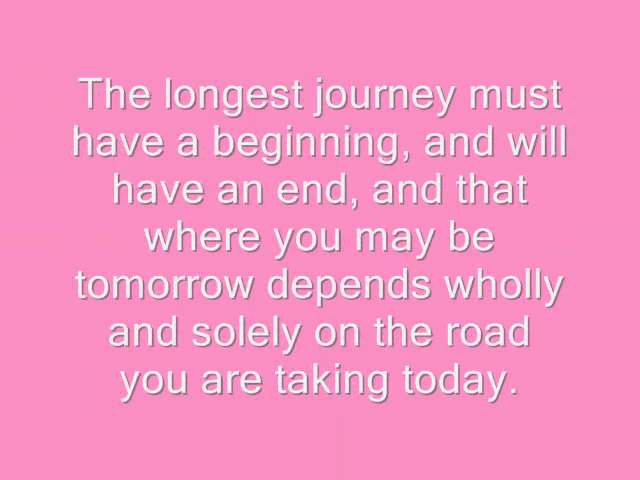 The longest journey must
have a beginning, and will
have an end, and that
where you may be
tomorrow depends wholly
and solely on the road
you are taking today.